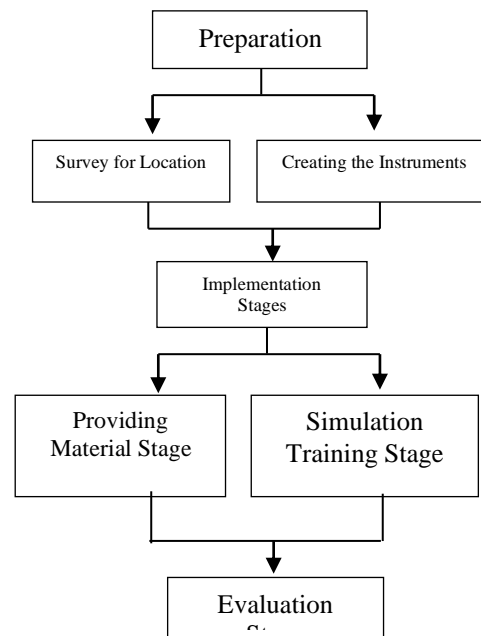 Preparation
Survey for Location
Creating the Instruments
Implementation
Stages
Providing
Material Stage
Simulation
Training Stage
Evaluation